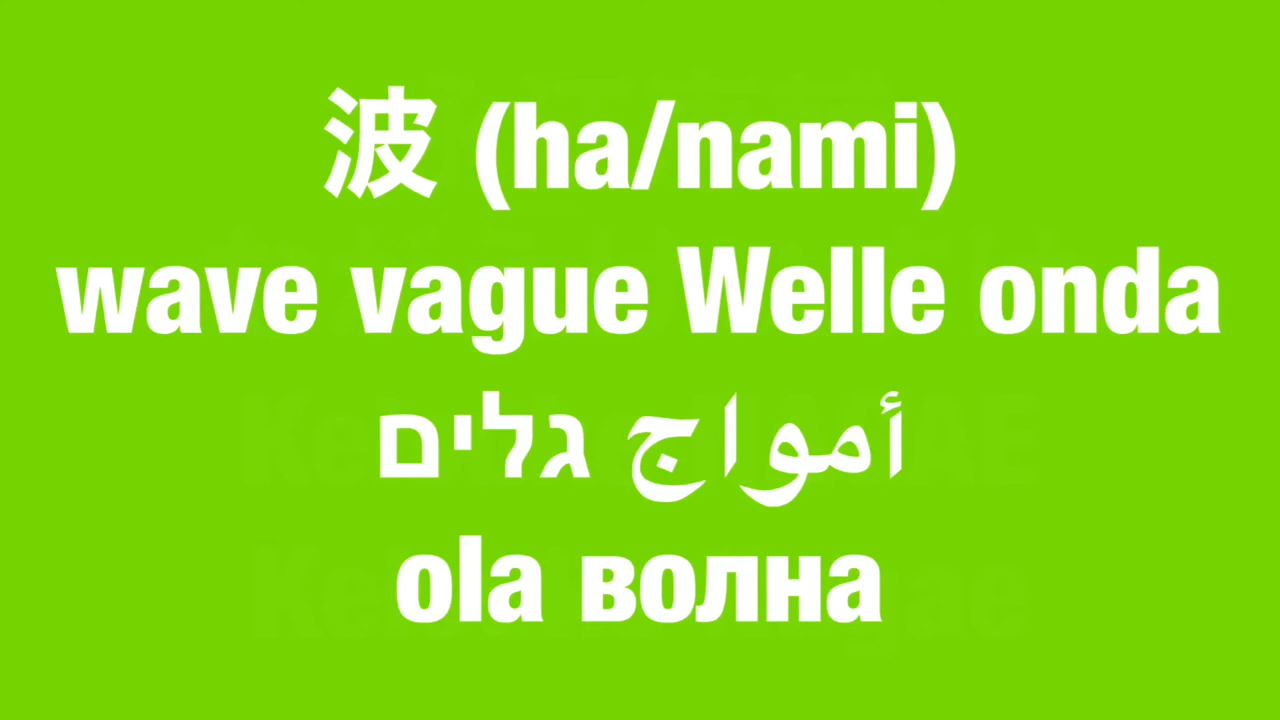 波 (ha/nami)
wave vague Welle onda
أمواج גלים
ola волна